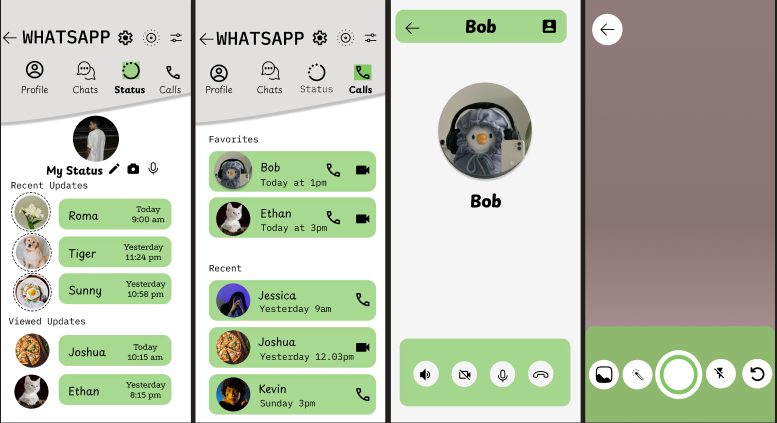 WHATSAPP
Profile
Chats
Status
Calls
My Status
Recent Updates
Roma
Today
9:00 am
Tiger
Yesterday
11:24 pm
Sunny
Yesterday
10:58 pm
Viewed Updates
Joshua
Today
10:15 am
Ethan
Yesterday
8:15 pm
WHATSAPP
Profile
Chats
Status
Calls
Favorites
Bob
Today at 1pm
Ethan
Today at 3pm
Recent
Jessica
Yesterday 9am
Joshua
Yesterday 12.03pm
Kevin
Sunday 3pm
Bob
Bob